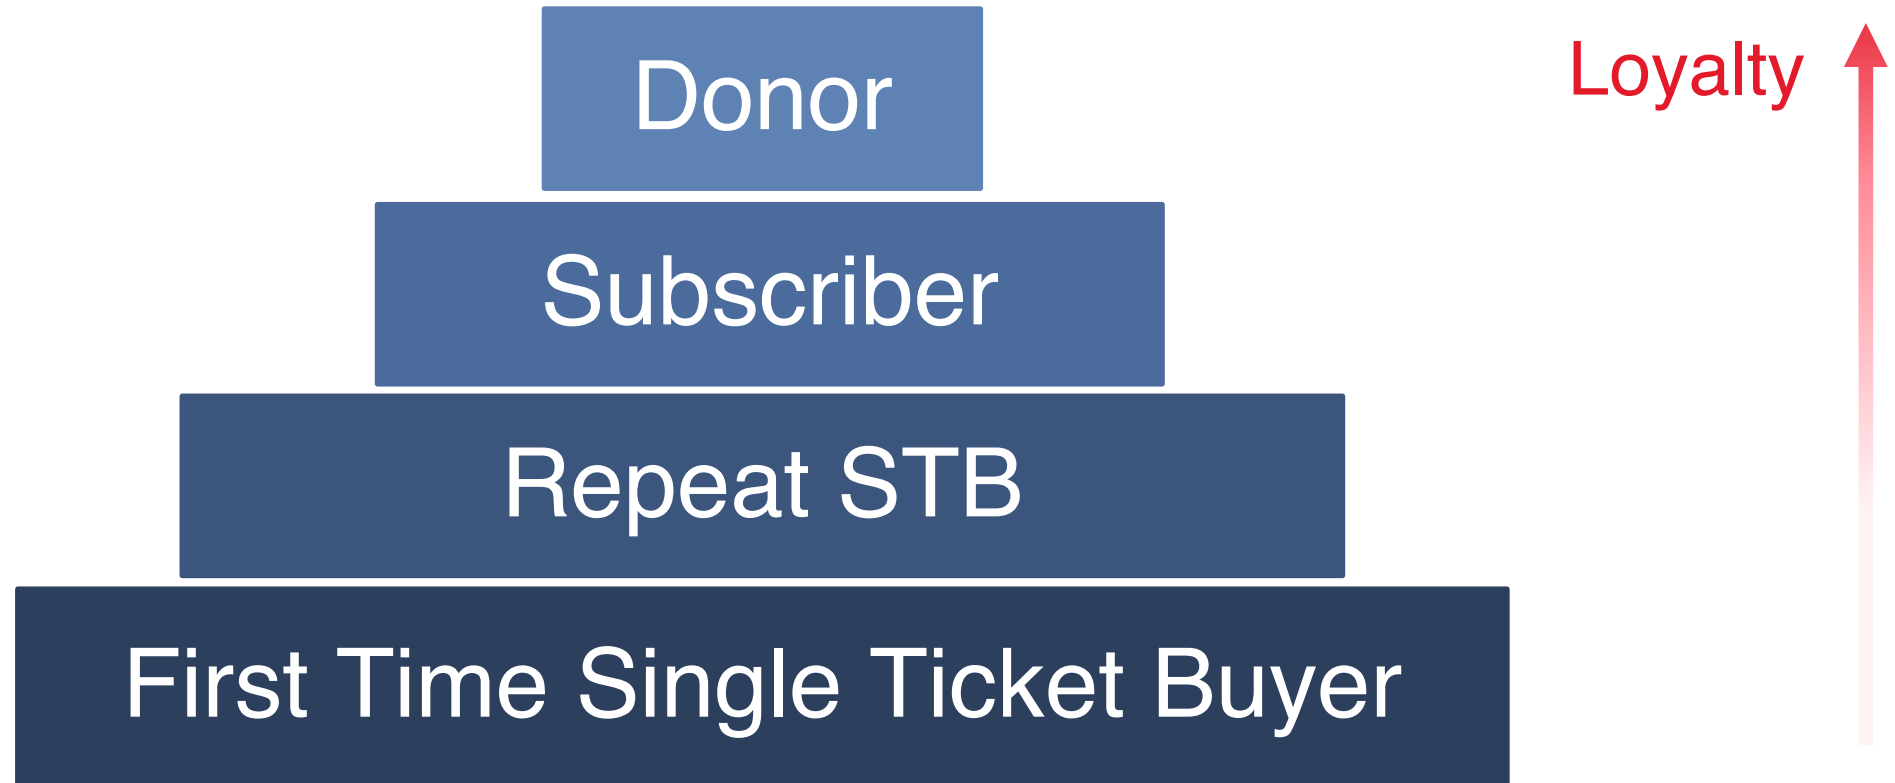 Donor
Loyalty
Subscriber
Repeat STB
First Time Single Ticket Buyer